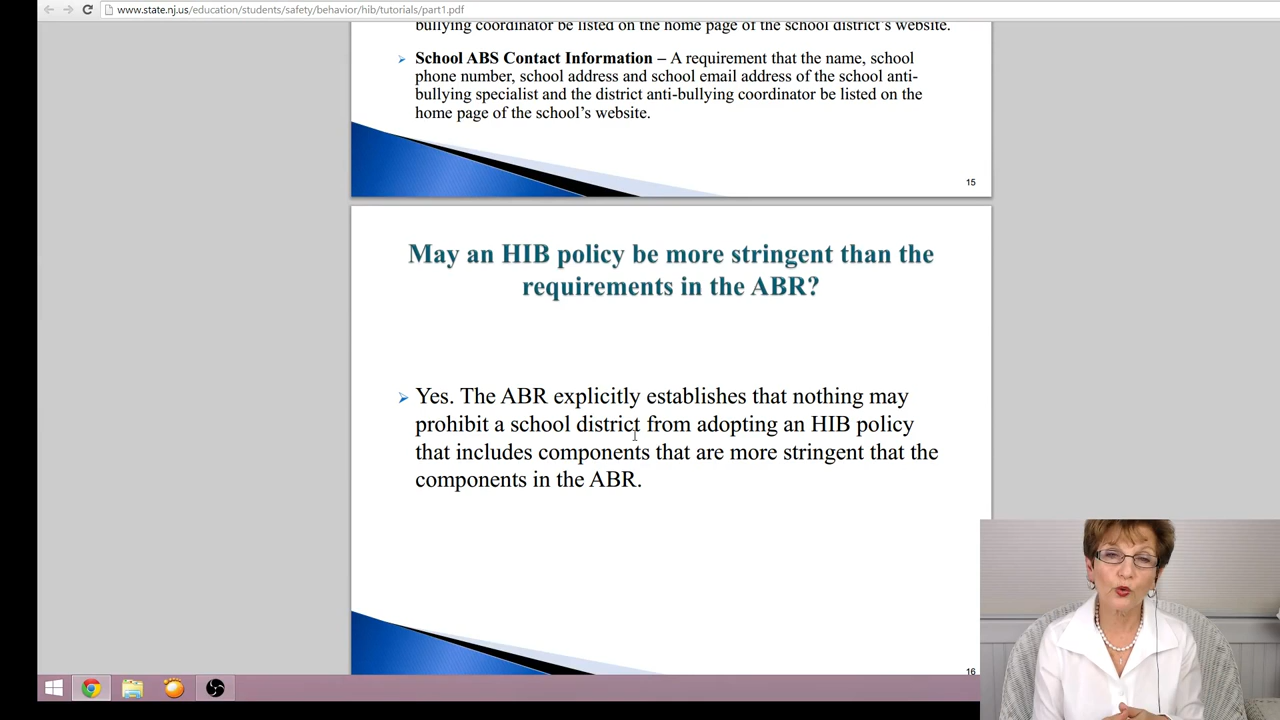 www.state.nj.us/education/students/safety/behavior/hib/tutorials/part1.pdf
bullying coordinator be listed on the home page of the school district's website.
School ABS Contact Information – A requirement that the name, school
phone number, school address and school email address of the school anti-
bullying specialist and the district anti-bullying coordinator be listed on the
home page of the school's website.
15
May an HIB policy be more stringent than the
requirements in the ABR?
Yes. The ABR explicitly establishes that nothing may
prohibit a school district from adopting an HIB policy
that includes components that are more stringent that the
components in the ABR.
16